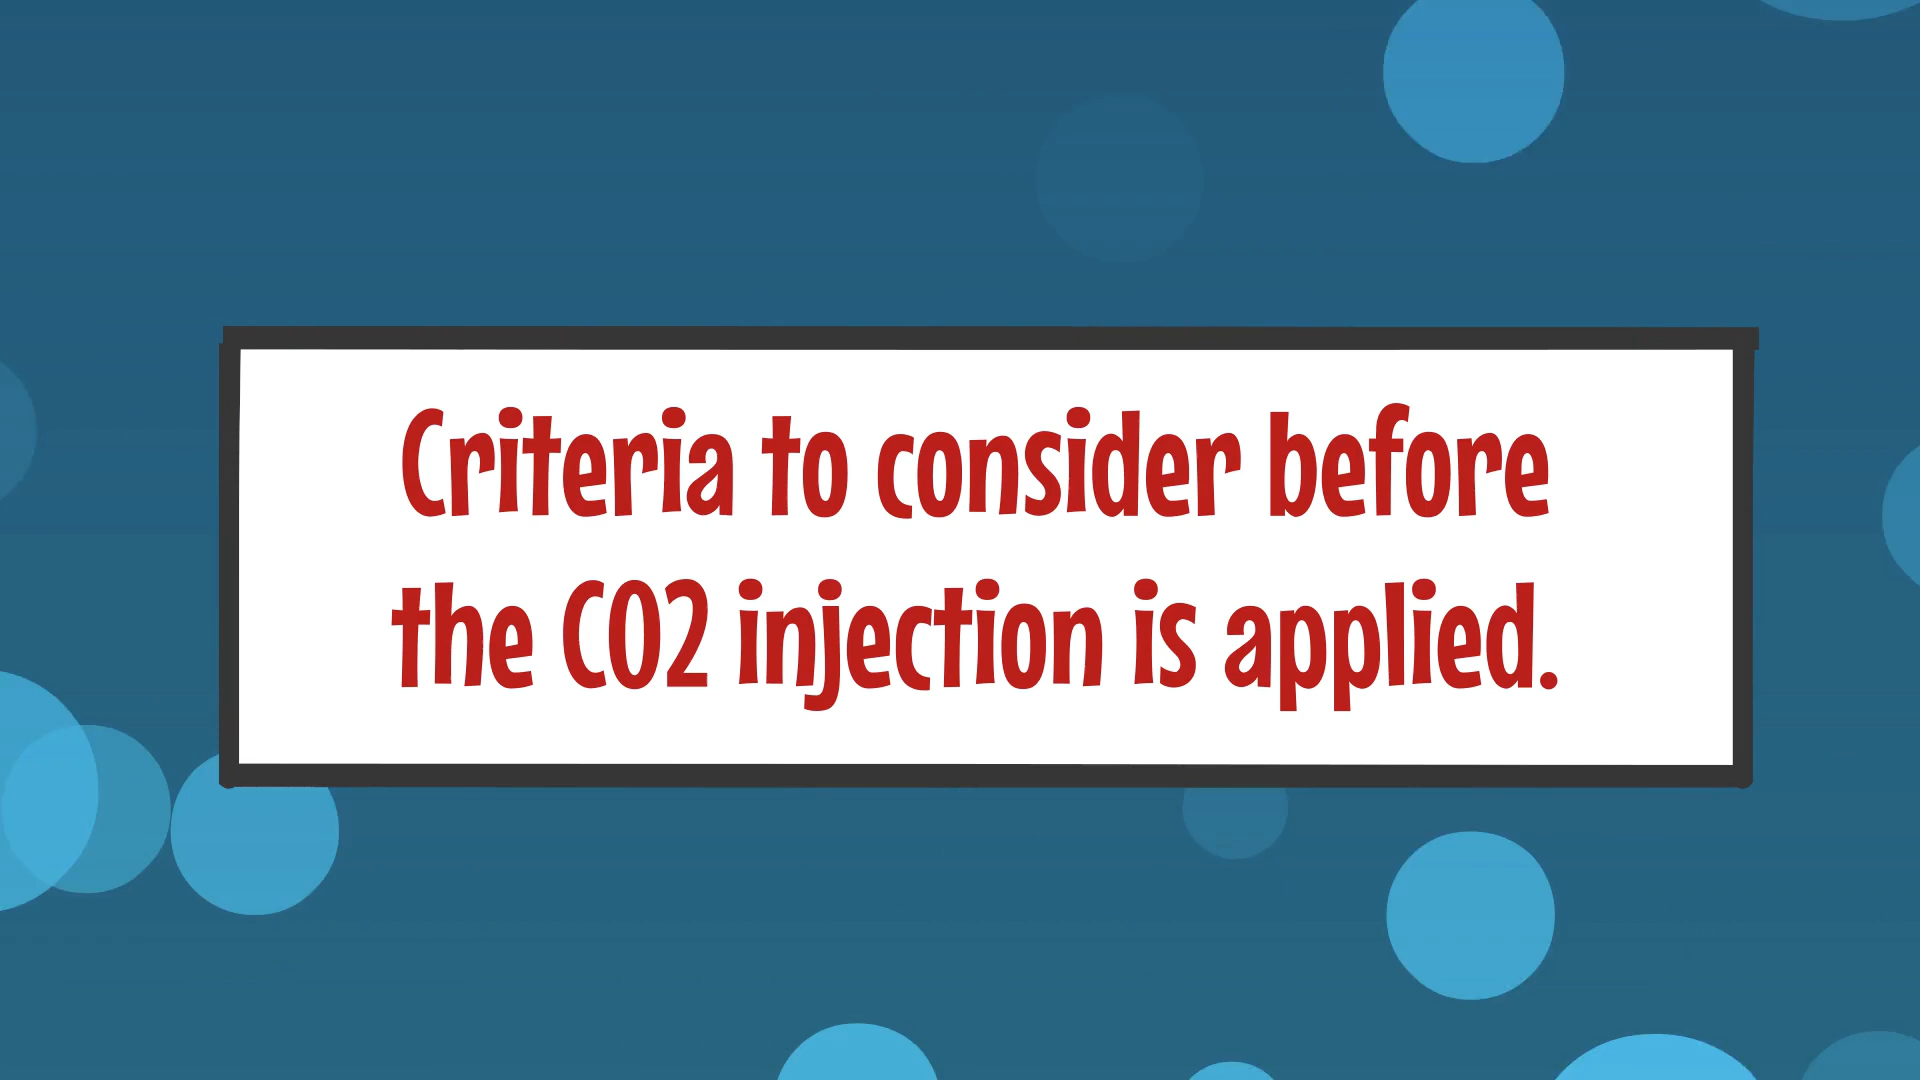 Criteria to consider before
the CO2 injection is applied.